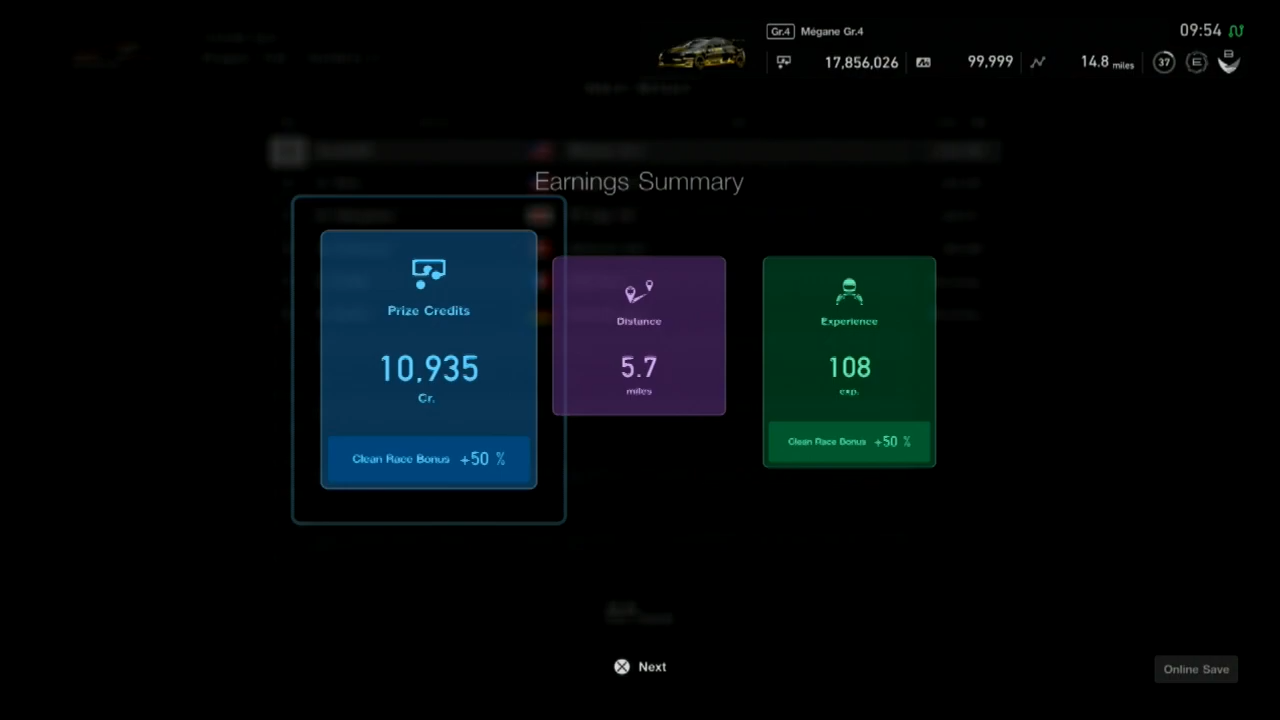 Gr.4 Mégane Gr.4
09:54
17,856,026
99,999
14.8 miles
37
E
Earnings Summary
Prize Credits
10,935
Cr.
Clean Race Bonus +50 %
Distance
5.7
miles
Experience
108
exp.
Clean Race Bonus +50 %
Next
Online Save